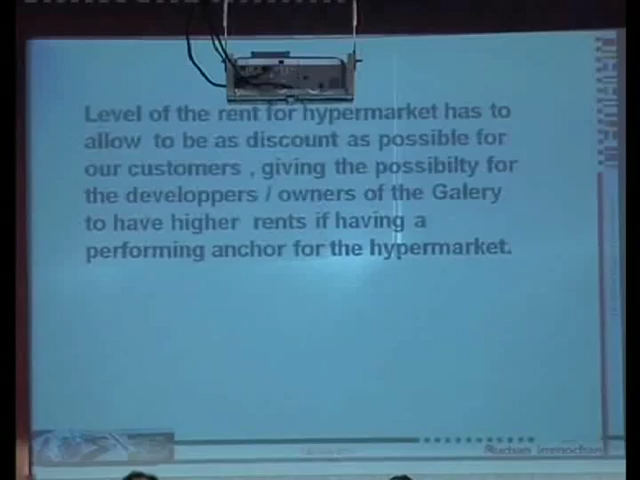 Level of the rent for hypermarket has to
allow to be as discount as possible for
our customers , giving the possibilty for
the developpers / owners of the Galery
to have higher rents if having a
performing anchor for the hypermarket.
Auchan Immochan